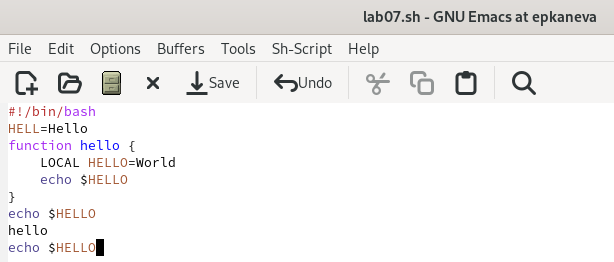 lab07.sh - GNU Emacs at epkaneva
File Edit Options Buffers Tools Sh-Script Help
Save Undo
#!/bin/bash
HELL=Hello
function hello {
    LOCAL HELLO=World
    echo $HELLO
}
echo $HELLO
hello
echo $HELLO